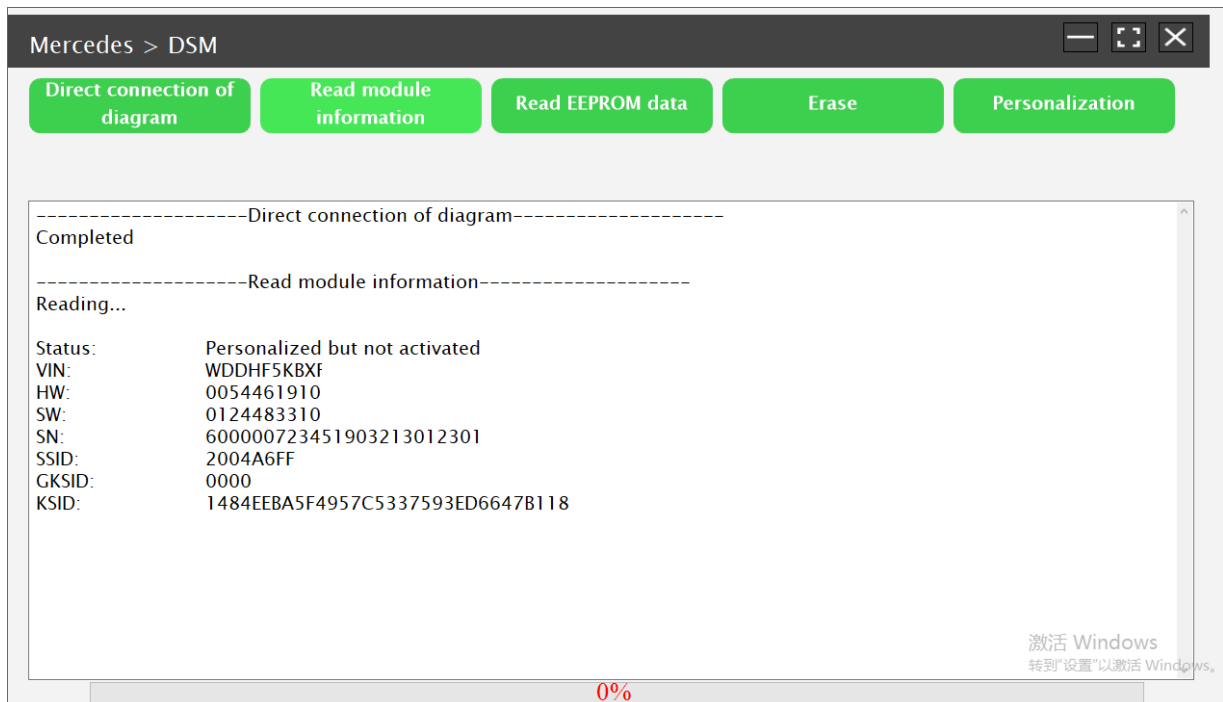 Mercedes > DSM
Direct connection of
diagram
Read module
information
Read EEPROM data
Erase
Personalization
--------------------Direct connection of diagram--------------------
Completed
--------------------Read module information--------------------
Reading...
Status: Personalized but not activated
VIN: WDDHF5KBXF
HW: 0054461910
SW: 0124483310
SN: 600000723451903213012301
SSID: 2004A6FF
GKSID: 0000
KSID: 1484EEBA5F4957C5337593ED6647B118
激活 Windows
转到“设置”以激活 Windows。
0%